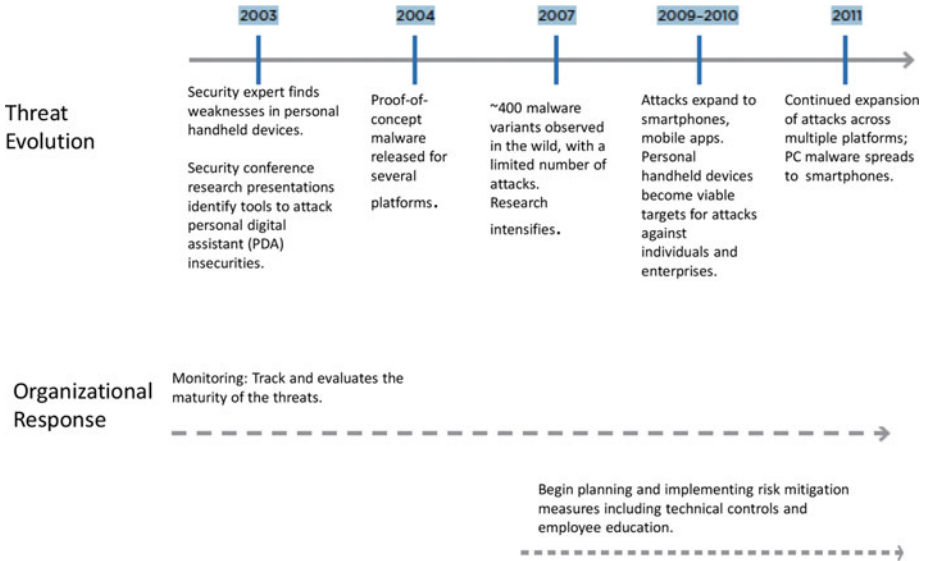 2003
2004
2007
2009–2010
2011
Threat
Evolution
Security expert finds
weaknesses in personal
handheld devices.
Security conference
research presentations
identify tools to attack
personal digital
assistant (PDA)
insecurities.
Proof-of-
concept
malware
released for
several
platforms.
~400 malware
variants observed
in the wild, with a
limited number of
attacks.
Research
intensifies.
Attacks expand to
smartphones,
mobile apps.
Personal
handheld devices
become viable
targets for attacks
against
individuals and
enterprises.
Continued expansion
of attacks across
multiple platforms;
PC malware spreads
to smartphones.
Organizational
Response
Monitoring: Track and evaluates the
maturity of the threats.
Begin planning and implementing risk mitigation
measures including technical controls and
employee education.